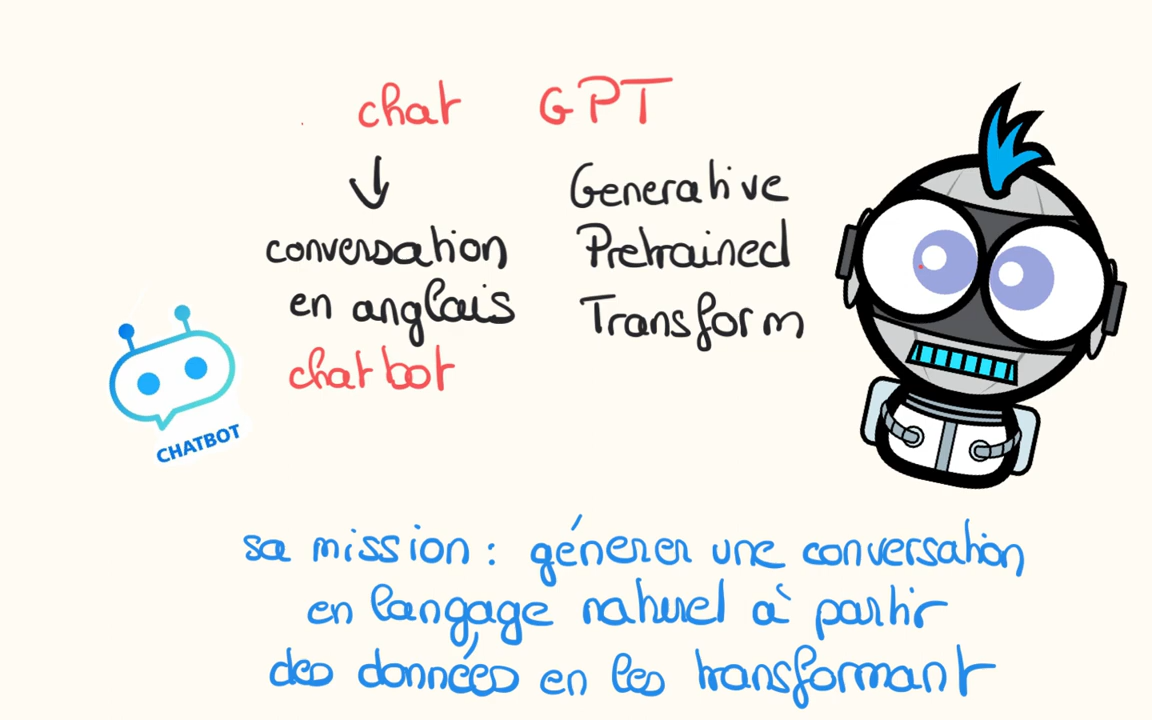 chat GPT
Generative
Pretrained
Transform
conversation
en anglais
chatbot
CHATBOT
sa mission : générer une conversation
en langage naturel à partir
des données en les transformant